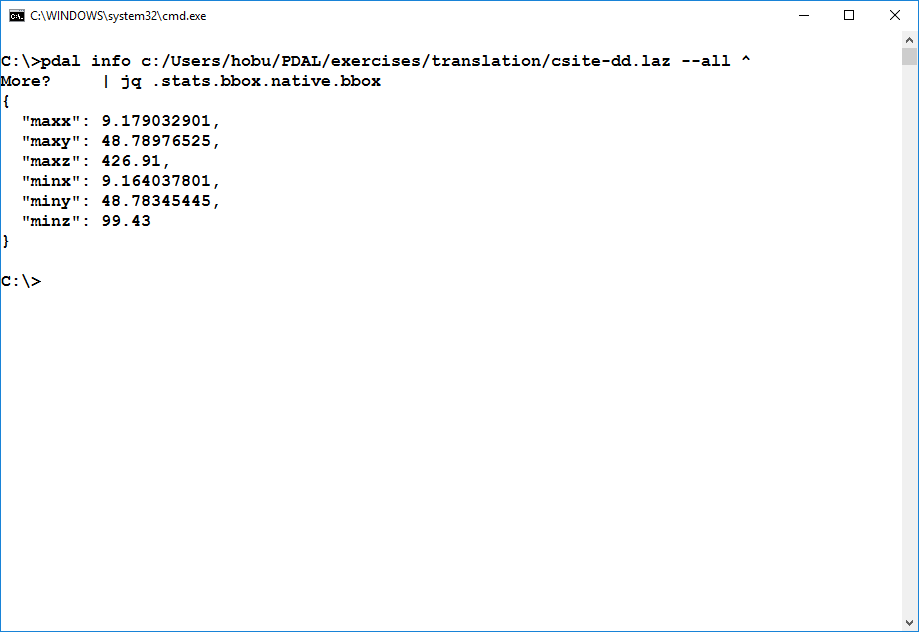 C:\WINDOWS\system32\cmd.exe
C:\>pdal info c:/Users/hobu/PDAL/exercises/translation/csite-dd.laz --all ^
More?     | jq .stats.bbox.native.bbox
{
  "maxx": 9.179032901,
  "maxy": 48.78976525,
  "maxz": 426.91,
  "minx": 9.164037801,
  "miny": 48.78345445,
  "minz": 99.43
}
C:\>